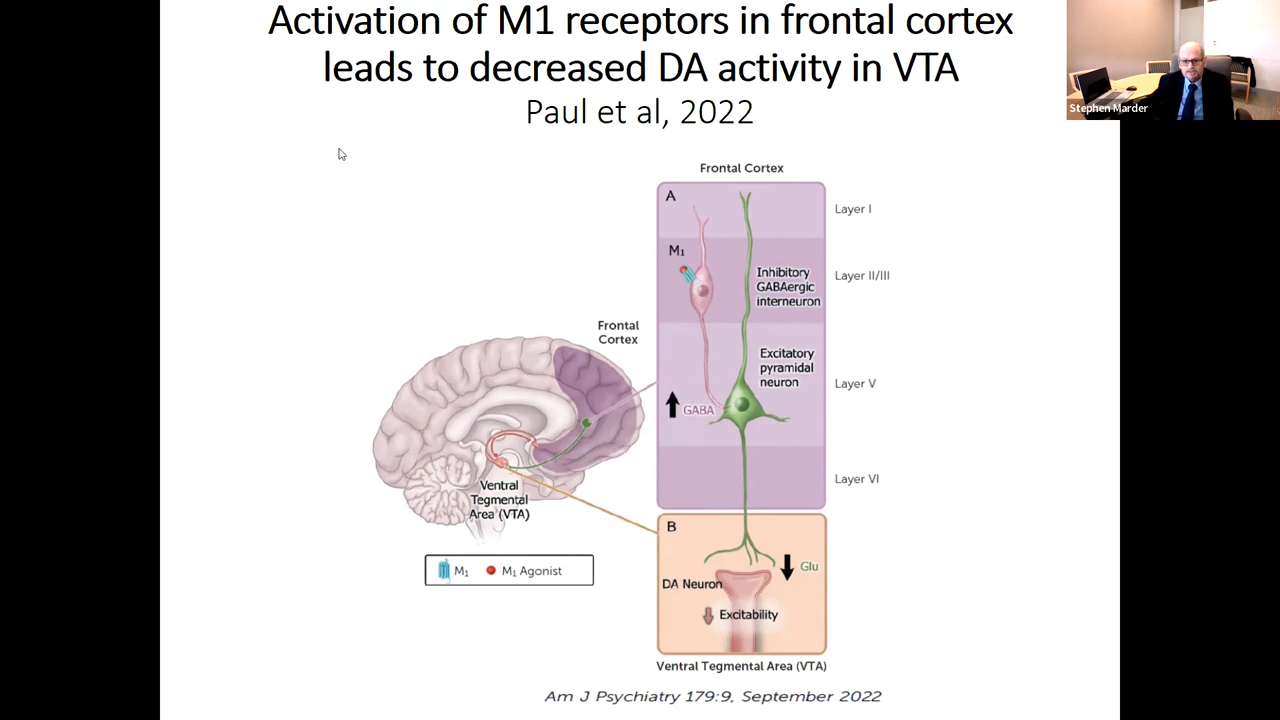 Activation of M1 receptors in frontal cortex
leads to decreased DA activity in VTA
Paul et al, 2022
Stephen Marder
Frontal Cortex
A
Layer I
M₁
Layer II/III
Inhibitory
GABAergic
interneuron
Frontal
Cortex
Excitatory
pyramidal
neuron
Layer V
GABA
Layer VI
Ventral
Tegmental
Area (VTA)
B
M₁
M₁ Agonist
Glu
DA Neuron
Excitability
Ventral Tegmental Area (VTA)
Am J Psychiatry 179:9, September 2022